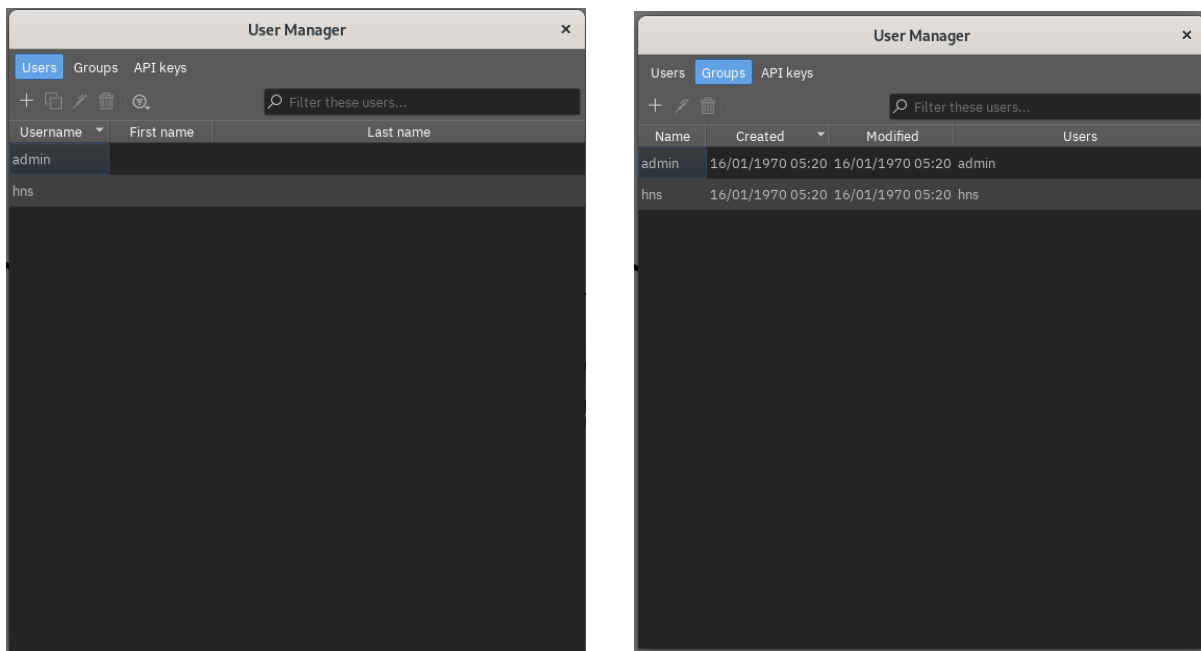 User Manager ×
Users Groups API keys
Filter these users...
Username First name Last name
admin
hns
User Manager ×
Users Groups API keys
Filter these users...
Name Created Modified Users
admin 16/01/1970 05:20 16/01/1970 05:20 admin
hns 16/01/1970 05:20 16/01/1970 05:20 hns